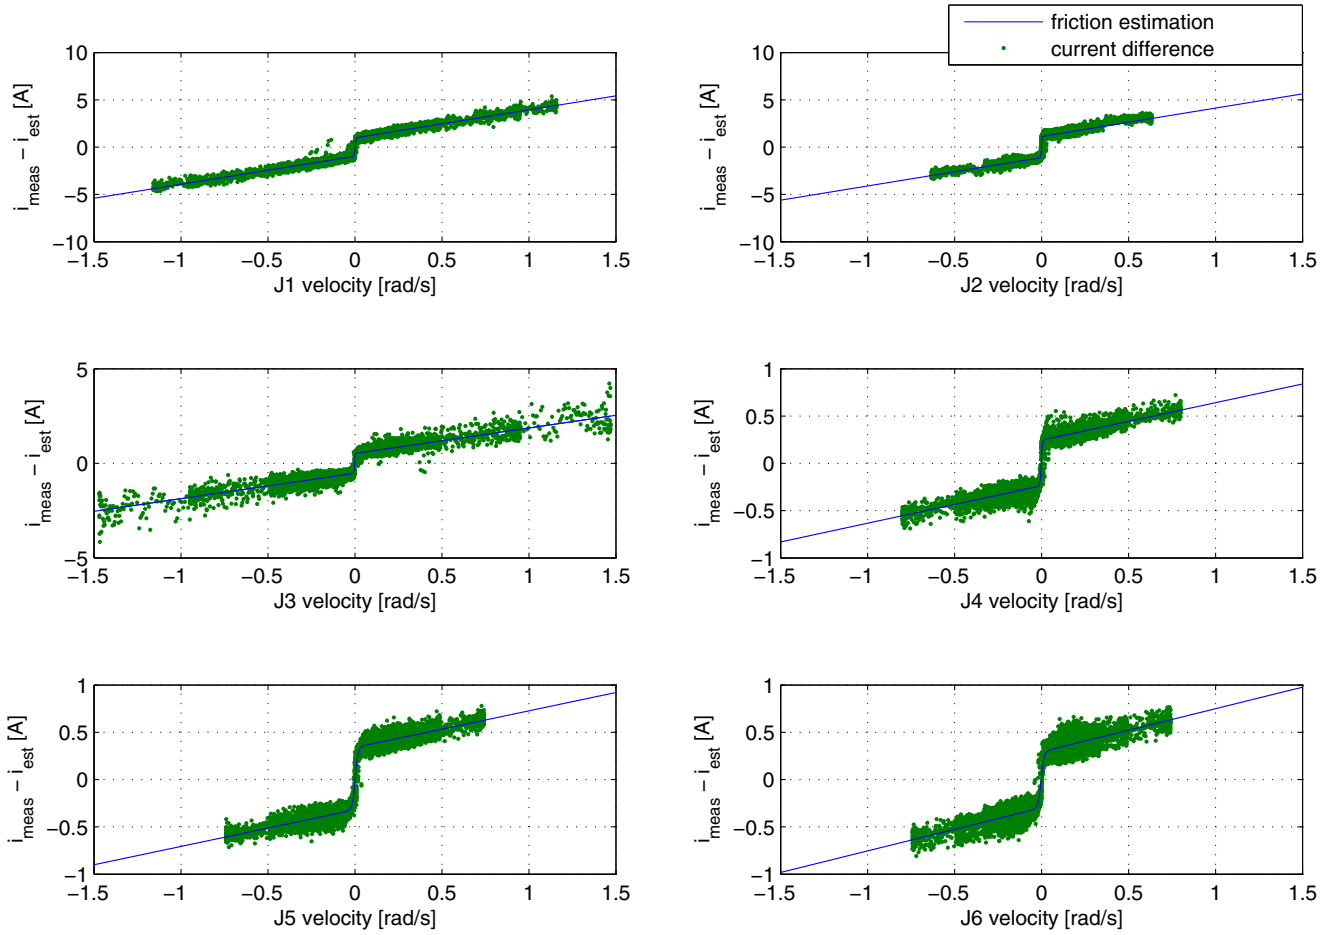 friction estimation
current difference
10
5
0
−5
−10
i_meas − i_est [A]
−1.5 −1 −0.5 0 0.5 1 1.5
J1 velocity [rad/s]
10
5
0
−5
−10
i_meas − i_est [A]
−1.5 −1 −0.5 0 0.5 1 1.5
J2 velocity [rad/s]
5
0
−5
i_meas − i_est [A]
−1.5 −1 −0.5 0 0.5 1 1.5
J3 velocity [rad/s]
1
0.5
0
−0.5
−1
i_meas − i_est [A]
−1.5 −1 −0.5 0 0.5 1 1.5
J4 velocity [rad/s]
1
0.5
0
−0.5
−1
i_meas − i_est [A]
−1.5 −1 −0.5 0 0.5 1 1.5
J5 velocity [rad/s]
1
0.5
0
−0.5
−1
i_meas − i_est [A]
−1.5 −1 −0.5 0 0.5 1 1.5
J6 velocity [rad/s]